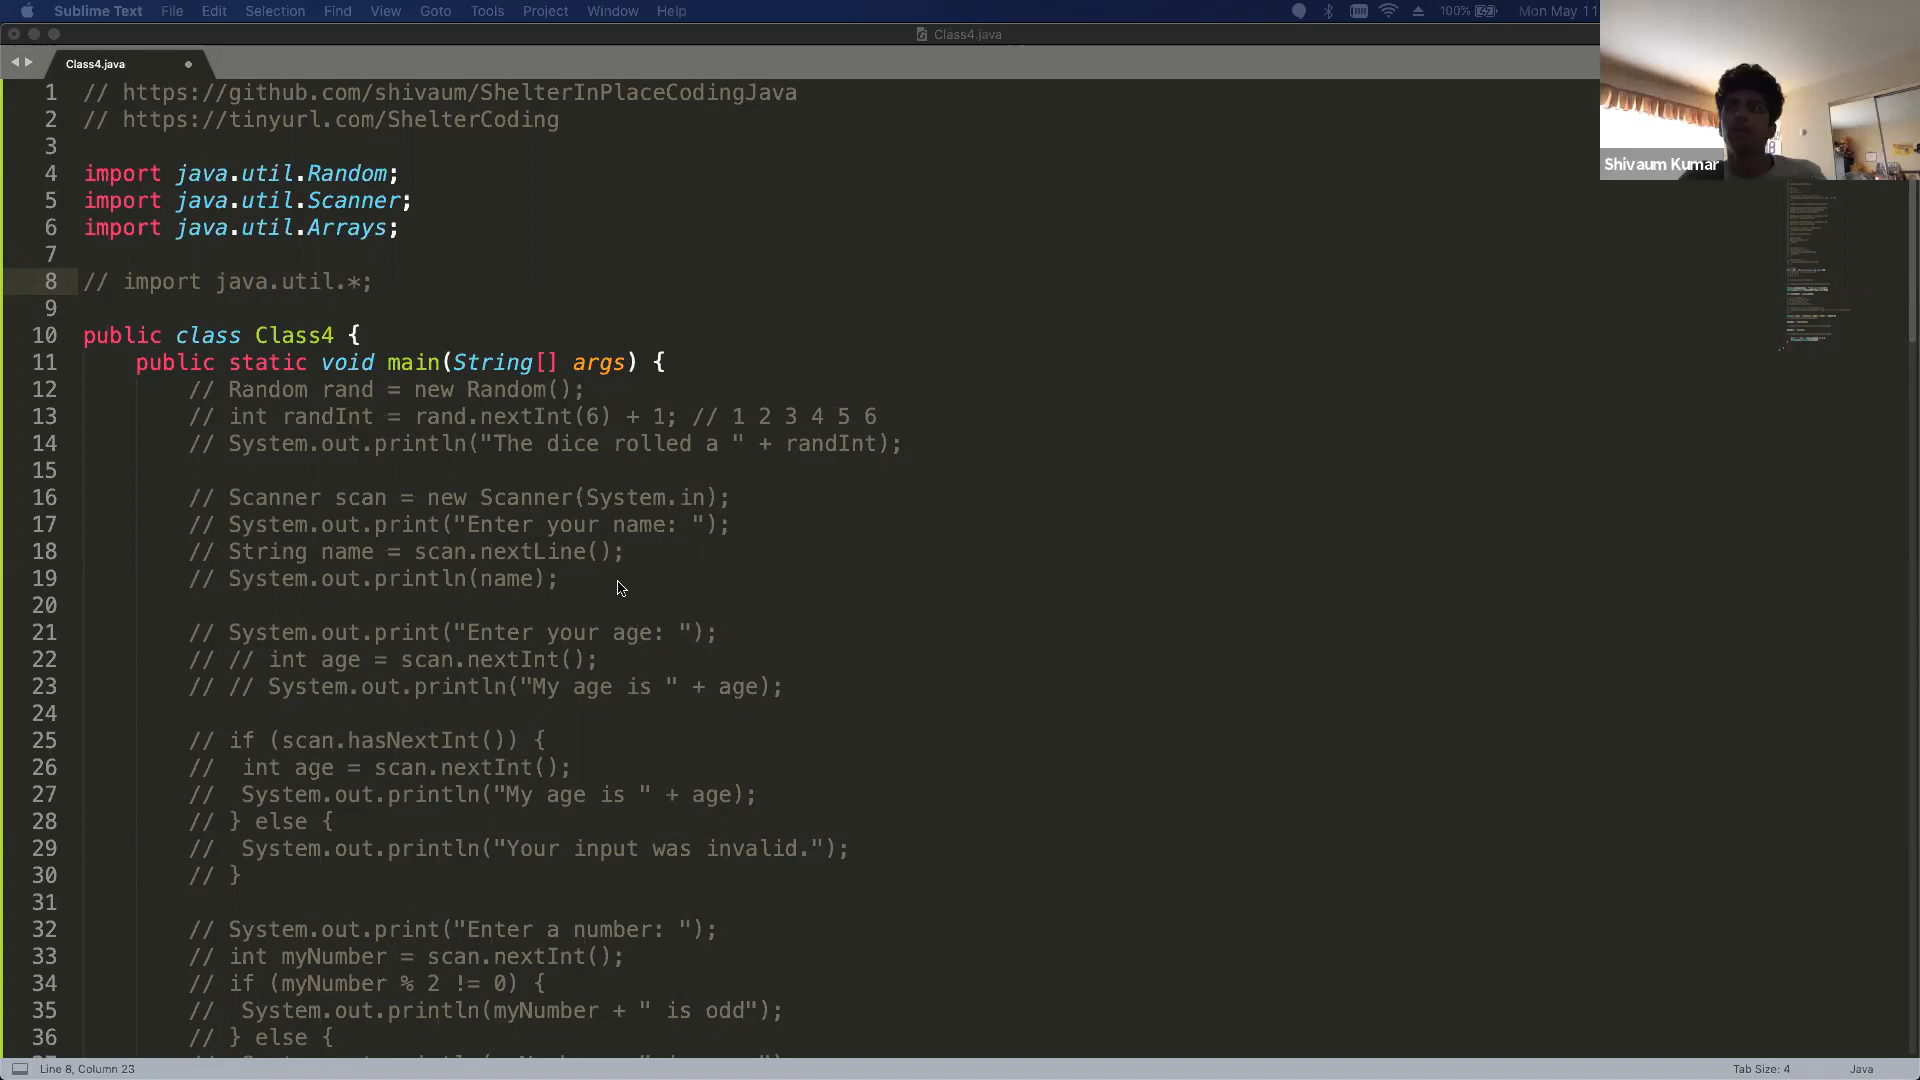 Sublime Text File Edit Selection Find View Goto Tools Project Window Help 100% Mon May 11
Class4.java
Class4.java
Shivaum Kumar
1 // https://github.com/shivaum/ShelterInPlaceCodingJava
2 // https://tinyurl.com/ShelterCoding
3
4 import java.util.Random;
5 import java.util.Scanner;
6 import java.util.Arrays;
7
8 // import java.util.*;
9
10 public class Class4 {
11 public static void main(String[] args) {
12 // Random rand = new Random();
13 // int randInt = rand.nextInt(6) + 1; // 1 2 3 4 5 6
14 // System.out.println("The dice rolled a " + randInt);
15
16 // Scanner scan = new Scanner(System.in);
17 // System.out.print("Enter your name: ");
18 // String name = scan.nextLine();
19 // System.out.println(name);
20
21 // System.out.print("Enter your age: ");
22 // // int age = scan.nextInt();
23 // // System.out.println("My age is " + age);
24
25 // if (scan.hasNextInt()) {
26 // int age = scan.nextInt();
27 // System.out.println("My age is " + age);
28 // } else {
29 // System.out.println("Your input was invalid.");
30 // }
31
32 // System.out.print("Enter a number: ");
33 // int myNumber = scan.nextInt();
34 // if (myNumber % 2 != 0) {
35 // System.out.println(myNumber + " is odd");
36 // } else {
Line 8, Column 23 Tab Size: 4 Java